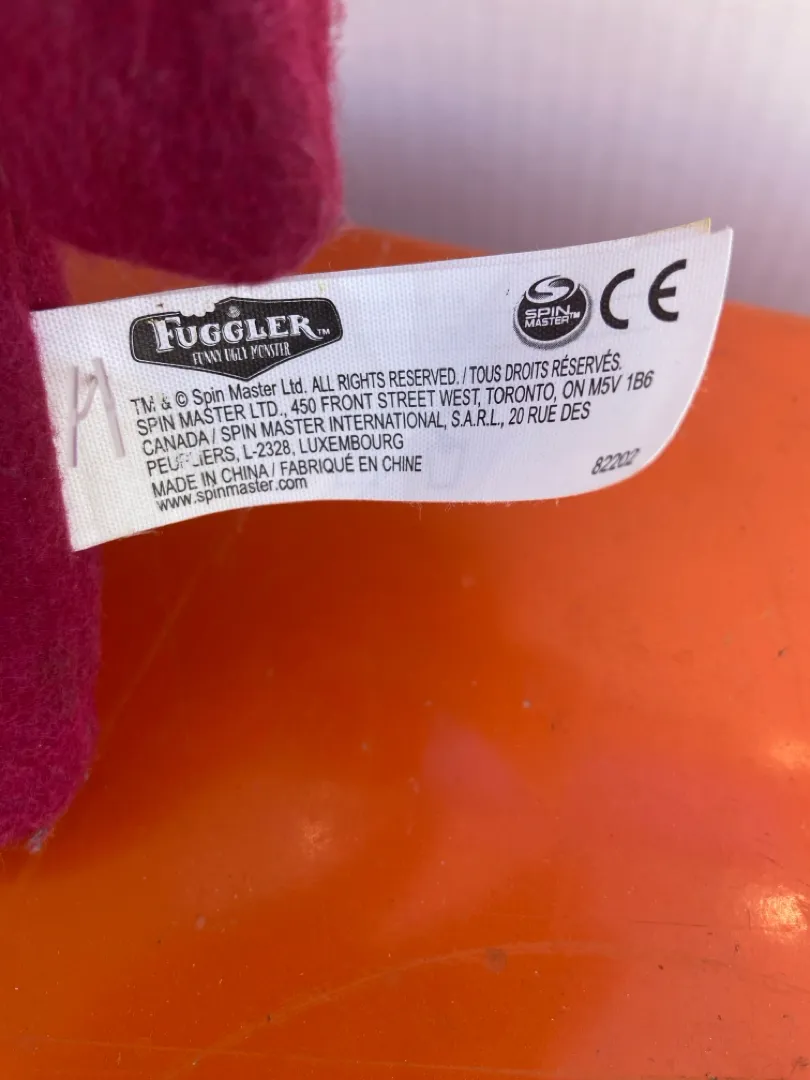 FUGGLER™
FUNNY UGLY MONSTER
SPIN MASTER™
CE
TM & © Spin Master Ltd. ALL RIGHTS RESERVED. / TOUS DROITS RÉSERVÉS.
SPIN MASTER LTD., 450 FRONT STREET WEST, TORONTO, ON M5V 1B6
CANADA / SPIN MASTER INTERNATIONAL, S.A.R.L., 20 RUE DES
L-2328, LUXEMBOURG
MADE IN CHINA / FABRIQUÉ EN CHINE
www.spinmaster.com
82202